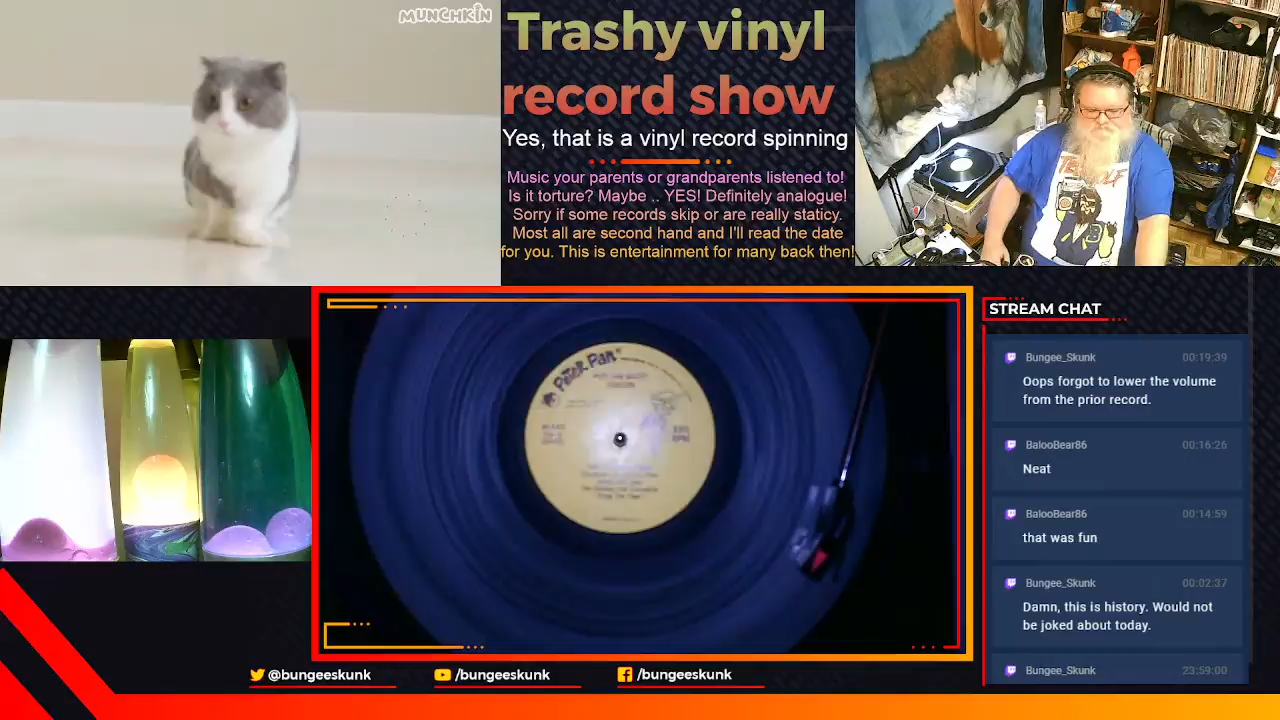 MUNCHKIN
Trashy vinyl
record show
Yes, that is a vinyl record spinning
Music your parents or grandparents listened to!
Is it torture? Maybe .. YES! Definitely analogue!
Sorry if some records skip or are really staticy.
Most all are second hand and I'll read the date
for you. This is entertainment for many back then!
Peter Pan
RPM
STREAM CHAT
Bungee_Skunk 00:19:39
Oops forgot to lower the volume
from the prior record.
BalooBear86 00:16:26
Neat
BalooBear86 00:14:59
that was fun
Bungee_Skunk 00:02:37
Damn, this is history. Would not
be joked about today.
Bungee_Skunk 23:59:00
@bungeeskunk
/bungeeskunk
/bungeeskunk